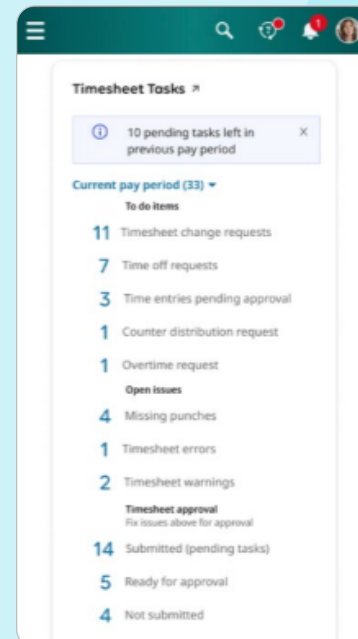 1
Timesheet Tasks ↗
10 pending tasks left in
previous pay period
Current pay period (33) ▾
To do items
11 Timesheet change requests
7 Time off requests
3 Time entries pending approval
1 Counter distribution request
1 Overtime request
Open issues
4 Missing punches
1 Timesheet errors
2 Timesheet warnings
Timesheet approval
Fix issues above for approval
14 Submitted (pending tasks)
5 Ready for approval
4 Not submitted